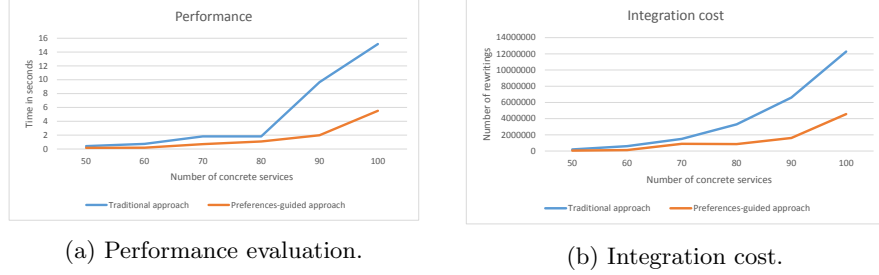 Performance
Time in seconds
16
14
12
10
8
6
4
2
0
50 60 70 80 90 100
Number of concrete services
Traditional approach Preferences-guided approach
(a) Performance evaluation.
Integration cost
Number of rewritings
14000000
12000000
10000000
8000000
6000000
4000000
2000000
0
50 60 70 80 90 100
Number of concrete services
Traditional approach Preferences-guided approach
(b) Integration cost.